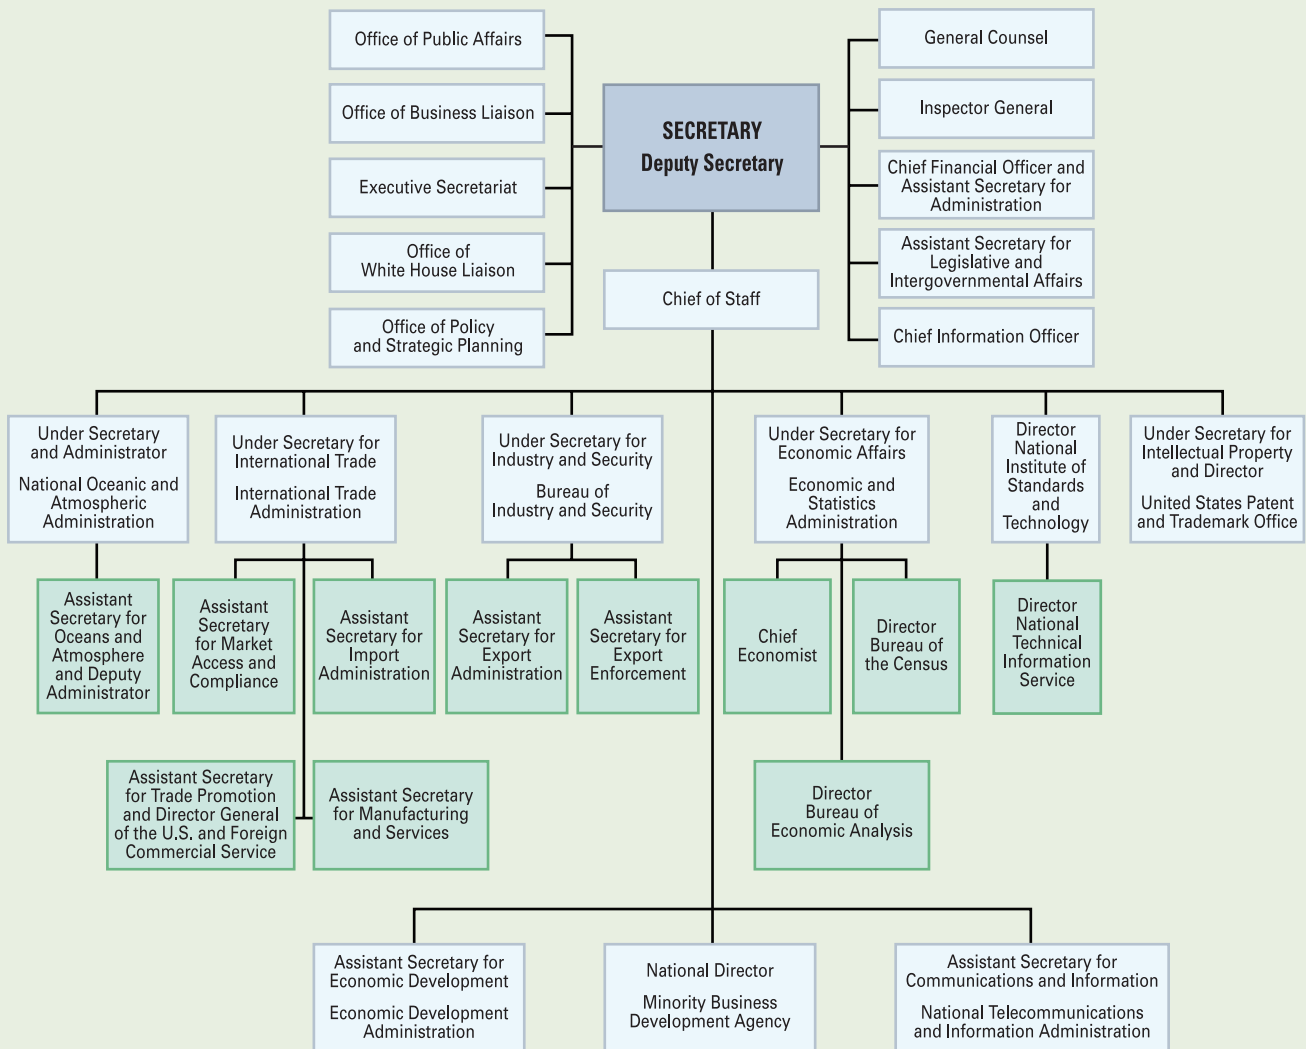 Office of Public Affairs
Office of Business Liaison
Executive Secretariat
Office of
White House Liaison
Office of Policy
and Strategic Planning
SECRETARY
Deputy Secretary
Chief of Staff
General Counsel
Inspector General
Chief Financial Officer and
Assistant Secretary for
Administration
Assistant Secretary for
Legislative and
Intergovernmental Affairs
Chief Information Officer
Under Secretary
and Administrator
National Oceanic and
Atmospheric
Administration
Under Secretary for
International Trade
International Trade
Administration
Under Secretary for
Industry and Security
Bureau of
Industry and Security
Under Secretary for
Economic Affairs
Economic and
Statistics
Administration
Director
National
Institute of
Standards
and
Technology
Under Secretary for
Intellectual Property
and Director
United States Patent
and Trademark Office
Assistant
Secretary for
Oceans and
Atmosphere
and Deputy
Administrator
Assistant
Secretary
for Market
Access and
Compliance
Assistant
Secretary for
Import
Administration
Assistant
Secretary for
Export
Administration
Assistant
Secretary for
Export
Enforcement
Chief
Economist
Director
Bureau of
the Census
Director
National
Technical
Information
Service
Assistant Secretary
for Trade Promotion
and Director General
of the U.S. and Foreign
Commercial Service
Assistant Secretary
for Manufacturing
and Services
Director
Bureau of
Economic Analysis
Assistant Secretary for
Economic Development
Economic Development
Administration
National Director
Minority Business
Development Agency
Assistant Secretary for
Communications and Information
National Telecommunications
and Information Administration